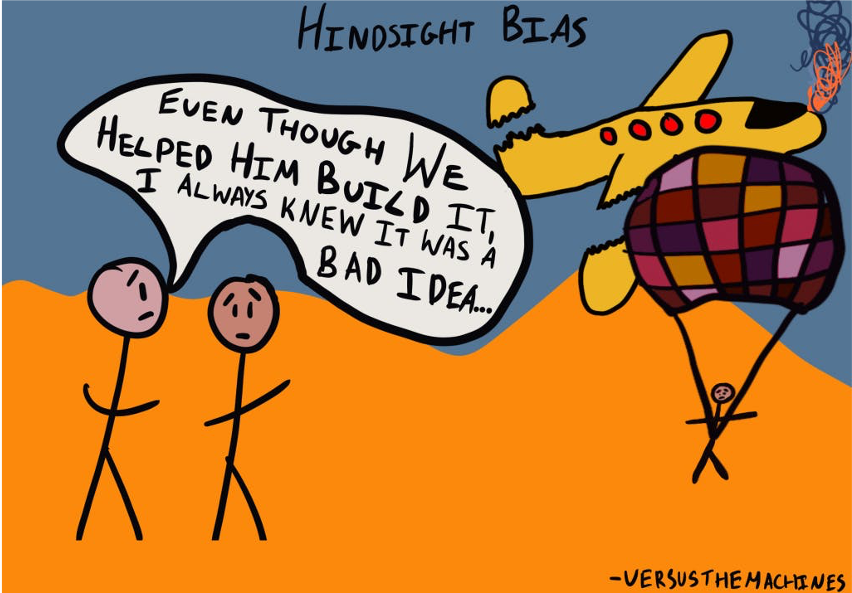 HINDSIGHT BIAS
EVEN THOUGH WE
HELPED HIM BUILD IT,
I ALWAYS KNEW IT WAS A
BAD IDEA...
-VERSUSTHEMACHINES